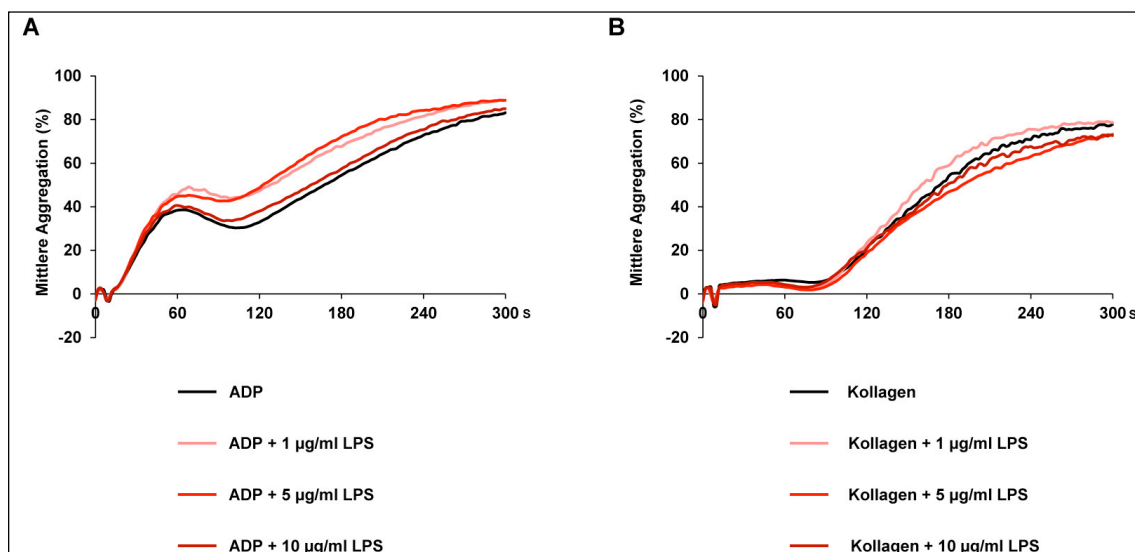 A
Mittlere Aggregation (%)
100
80
60
40
20
0
-20
0 60 120 180 240 300 s
ADP
ADP + 1 µg/ml LPS
ADP + 5 µg/ml LPS
ADP + 10 µg/ml LPS
B
Mittlere Aggregation (%)
100
80
60
40
20
0
-20
0 60 120 180 240 300 s
Kollagen
Kollagen + 1 µg/ml LPS
Kollagen + 5 µg/ml LPS
Kollagen + 10 µg/ml LPS